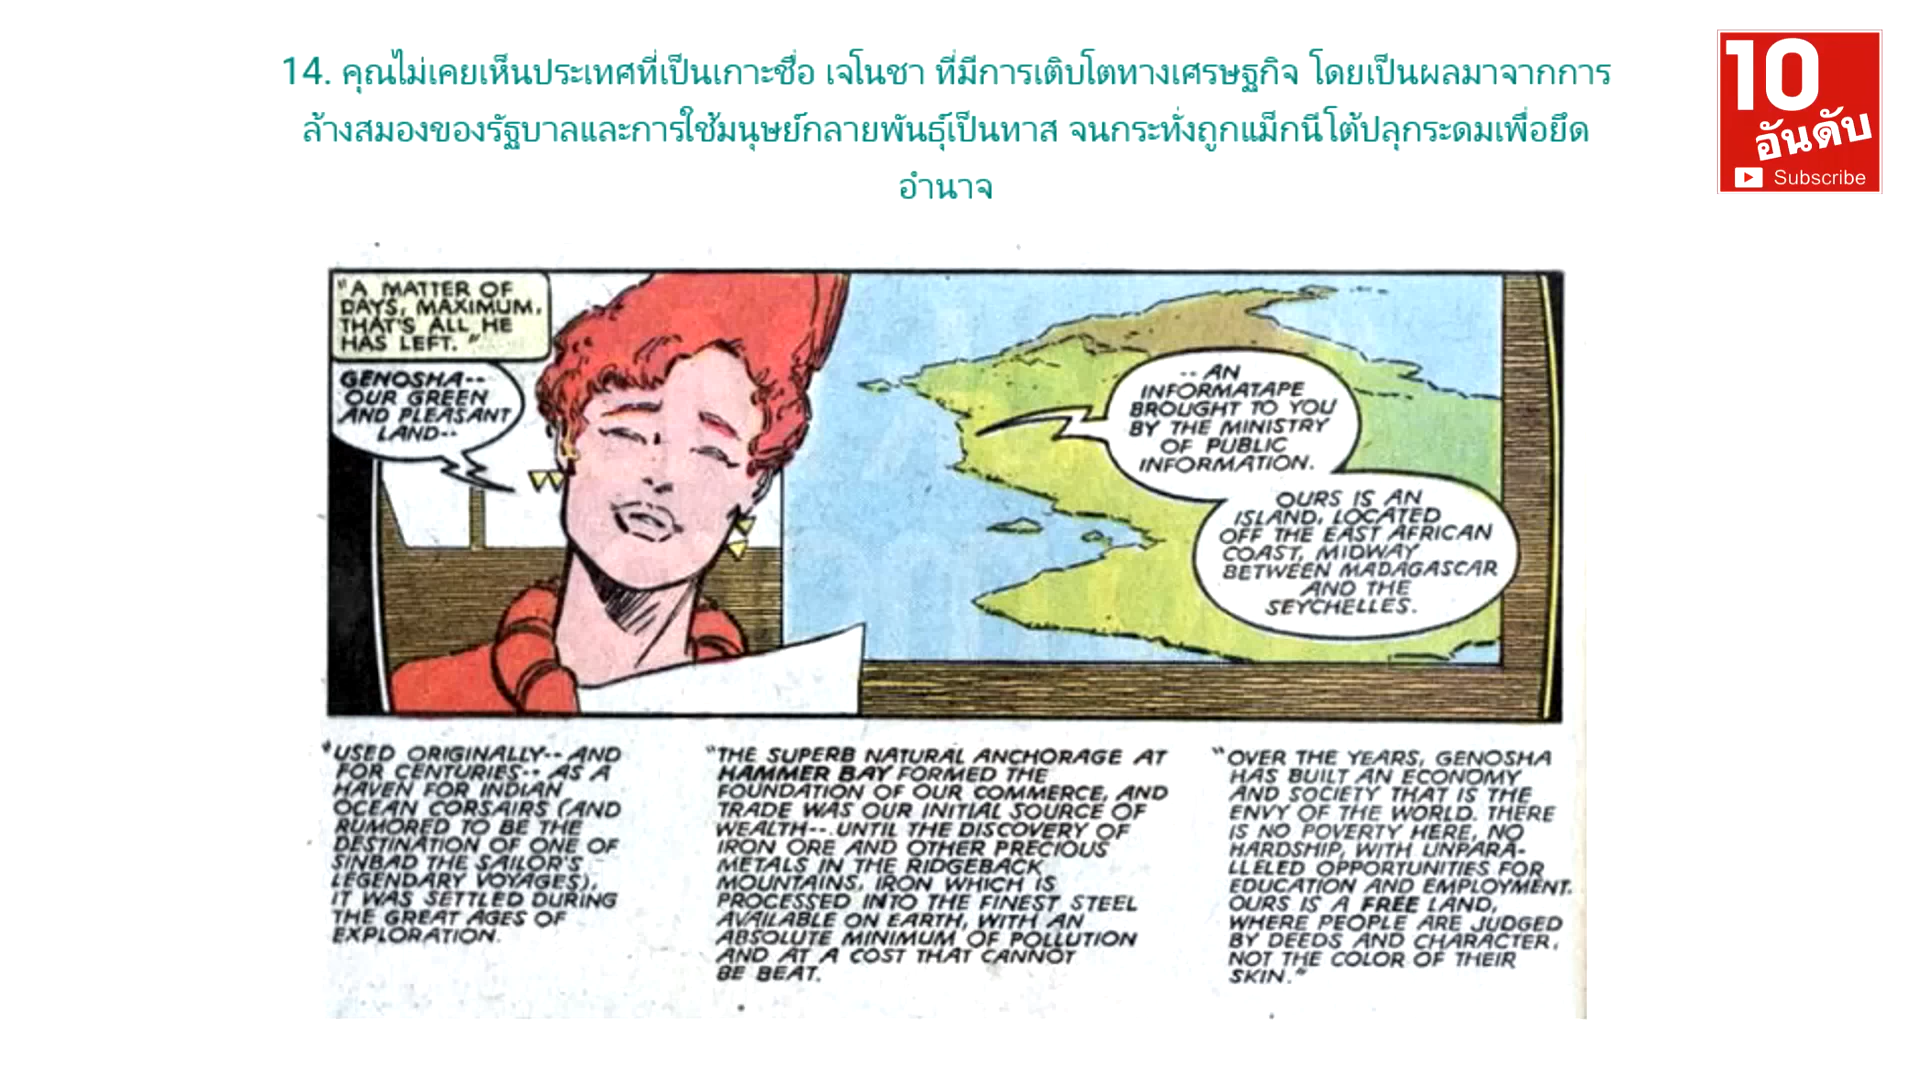 14. คุณไม่เคยเห็นประเทศที่เป็นเกาะชื่อ เจโนชา ที่มีการเติบโตทางเศรษฐกิจ โดยเป็นผลมาจากการ
ล้างสมองของรัฐบาลและการใช้มนุษย์กลายพันธุ์เป็นทาส จนกระทั่งถูกแม็กนีโต้ปลุกระดมเพื่อยึด
อำนาจ
10
อันดับ
Subscribe
"A MATTER OF
DAYS, MAXIMUM.
THAT'S ALL HE
HAS LEFT. "
GENOSHA--
OUR GREEN
AND PLEASANT
LAND--
-- AN
INFORMATAPE
BROUGHT TO YOU
BY THE MINISTRY
OF PUBLIC
INFORMATION.
OURS IS AN
ISLAND, LOCATED
OFF THE EAST AFRICAN
COAST, MIDWAY
BETWEEN MADAGASCAR
AND THE
SEYCHELLES.
"USED ORIGINALLY-- AND
FOR CENTURIES-- AS A
HAVEN FOR INDIAN
OCEAN CORSAIRS (AND
RUMORED TO BE THE
DESTINATION OF ONE OF
SINBAD THE SAILOR'S
LEGENDARY VOYAGES),
IT WAS SETTLED DURING
THE GREAT AGES OF
EXPLORATION.
"THE SUPERB NATURAL ANCHORAGE AT
HAMMER BAY FORMED THE
FOUNDATION OF OUR COMMERCE, AND
TRADE WAS OUR INITIAL SOURCE OF
WEALTH-- UNTIL THE DISCOVERY OF
IRON ORE AND OTHER PRECIOUS
METALS IN THE RIDGEBACK
MOUNTAINS, IRON WHICH IS
PROCESSED INTO THE FINEST STEEL
AVAILABLE ON EARTH, WITH AN
ABSOLUTE MINIMUM OF POLLUTION
AND AT A COST THAT CANNOT
BE BEAT.
"OVER THE YEARS, GENOSHA
HAS BUILT AN ECONOMY
AND SOCIETY THAT IS THE
ENVY OF THE WORLD. THERE
IS NO POVERTY HERE, NO
HARDSHIP, WITH UNPARA-
LLELED OPPORTUNITIES FOR
EDUCATION AND EMPLOYMENT.
OURS IS A FREE LAND,
WHERE PEOPLE ARE JUDGED
BY DEEDS AND CHARACTER,
NOT THE COLOR OF THEIR
SKIN."